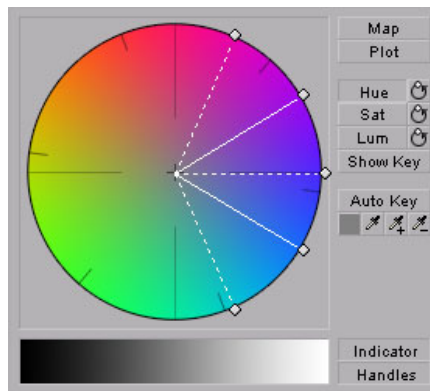 Map
Plot
Hue
Sat
Lum
Show Key
Auto Key
Indicator
Handles